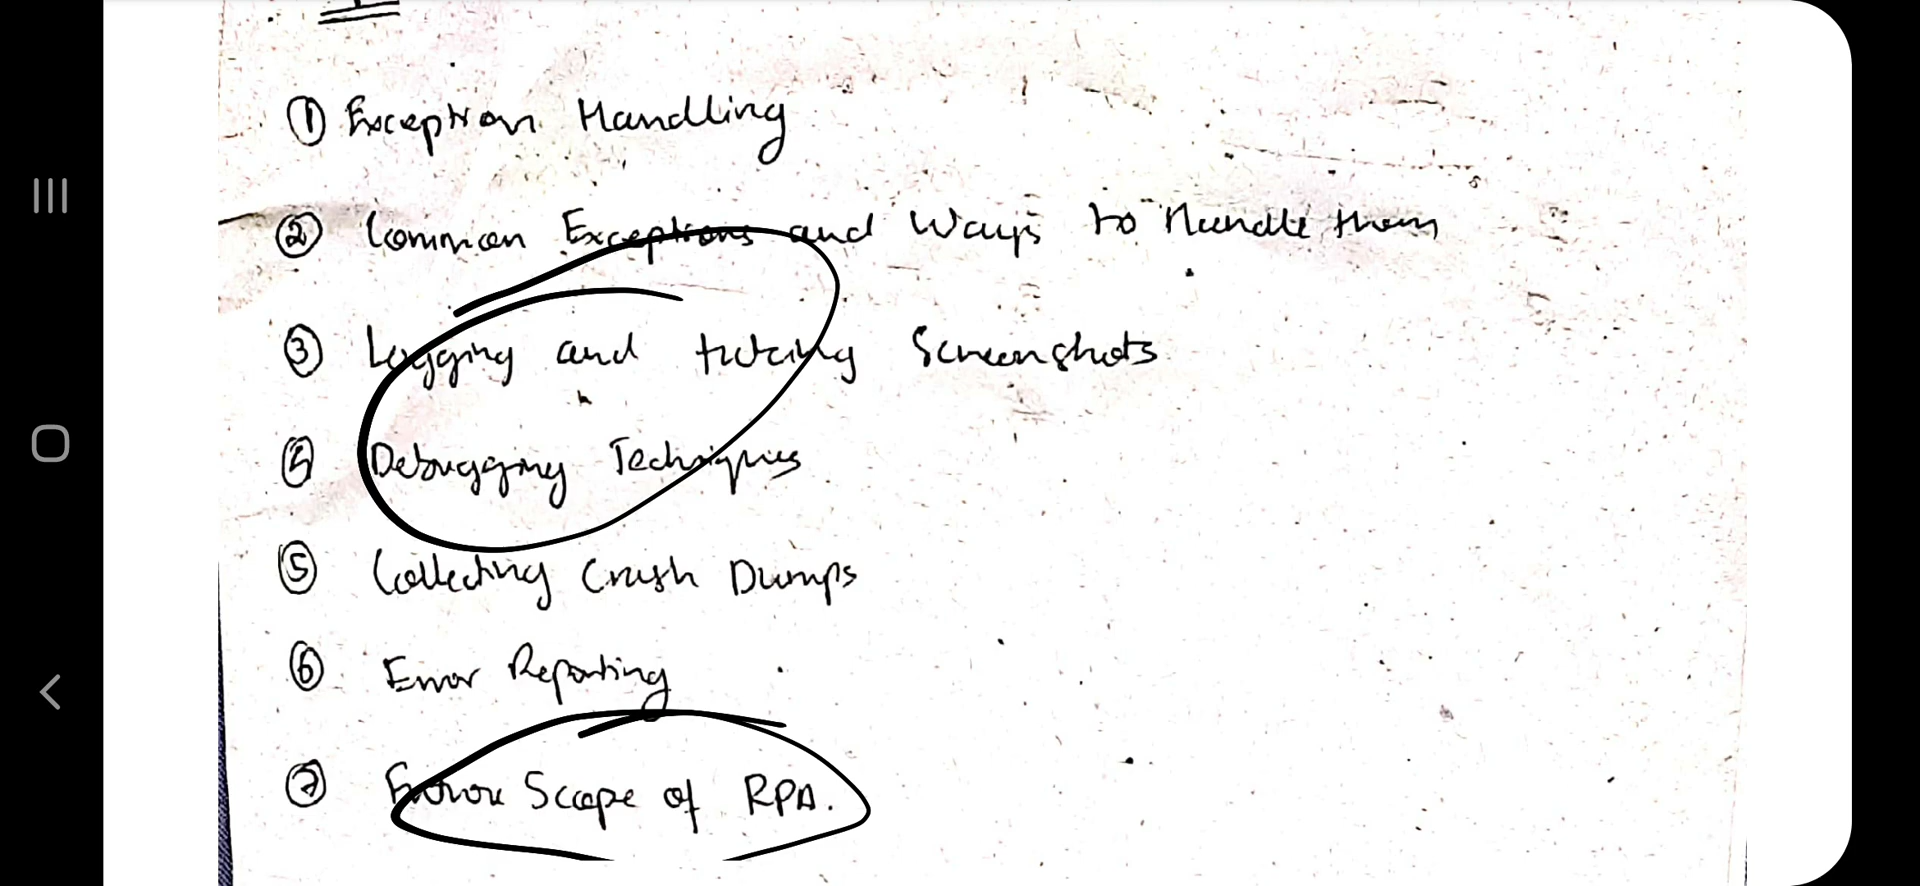 ① Exception Handling
② Common Exceptions and Ways to Handle them
③ Logging and taking Screenshots
④ Debugging Techniques
⑤ Collecting Crush Dumps
⑥ Error Reporting
⑦ Future Scope of RPA.